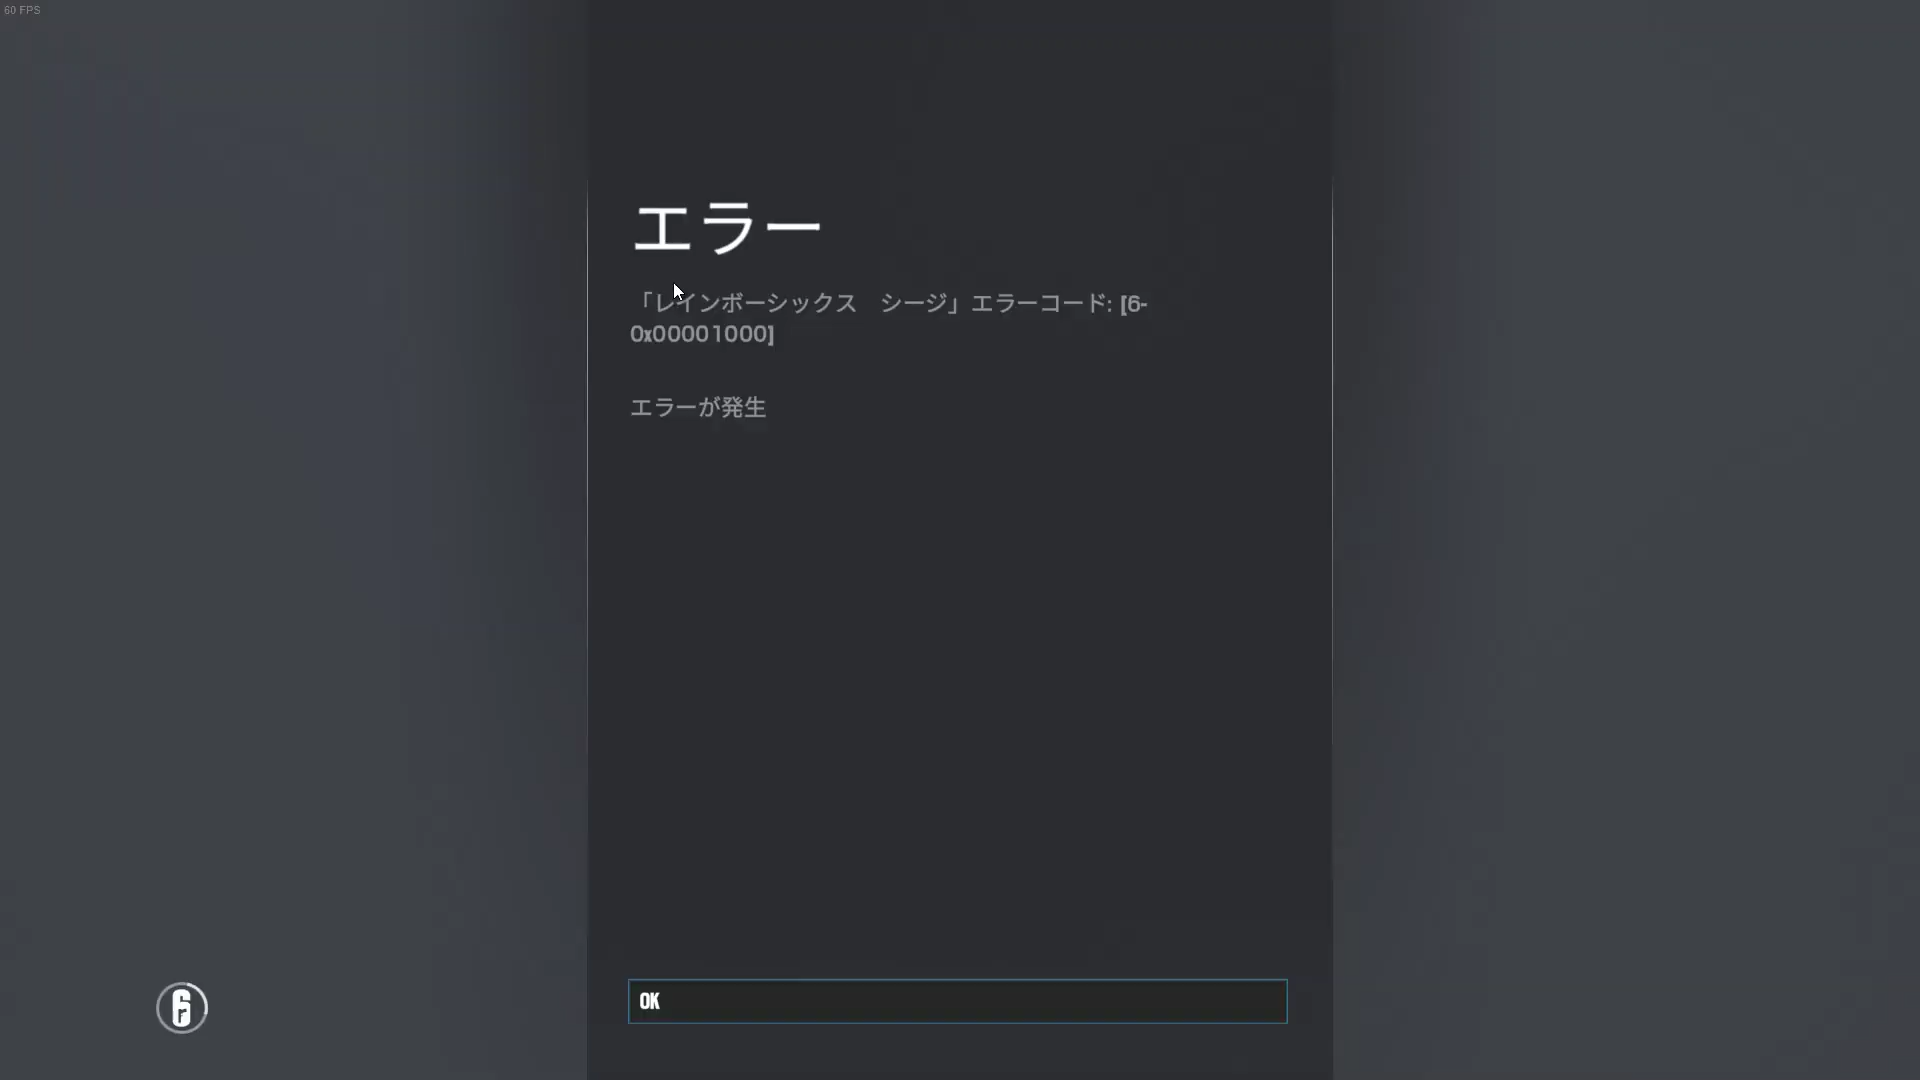 60 FPS
エラー
「レインボーシックス　シージ」エラーコード: [6-
0x00001000]
エラーが発生
OK